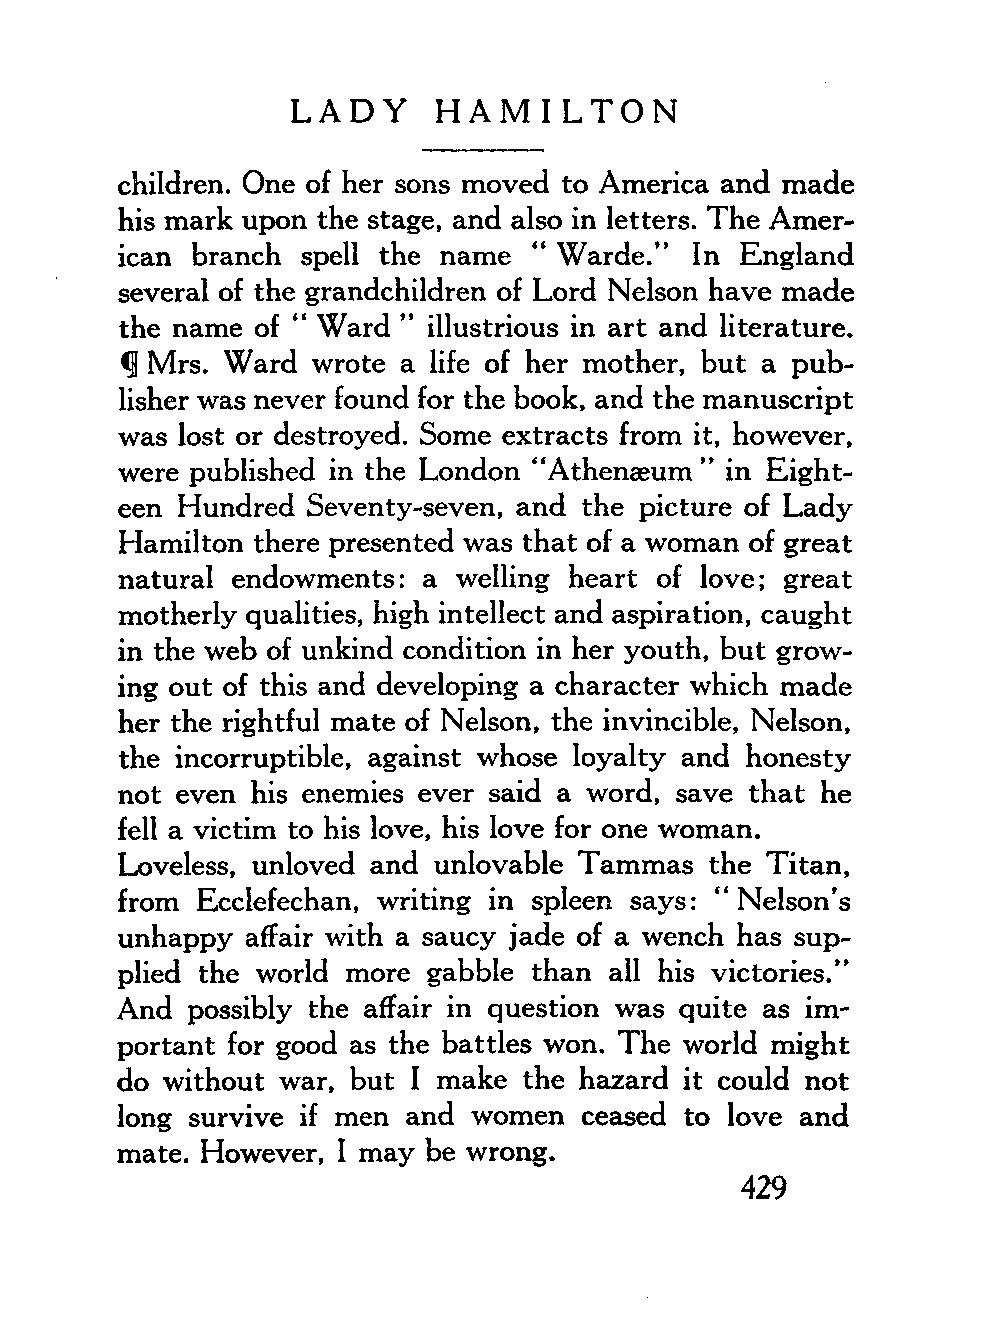 LADY HAMILTON
children. One of her sons moved to America and made
his mark upon the stage, and also in letters. The Amer-
ican branch spell the name “ Warde.” In England
several of the grandchildren of Lord Nelson have made
the name of “ Ward ” illustrious in art and literature.
¶ Mrs. Ward wrote a life of her mother, but a pub-
lisher was never found for the book, and the manuscript
was lost or destroyed. Some extracts from it, however,
were published in the London “Athenæum ” in Eight-
een Hundred Seventy-seven, and the picture of Lady
Hamilton there presented was that of a woman of great
natural endowments: a welling heart of love; great
motherly qualities, high intellect and aspiration, caught
in the web of unkind condition in her youth, but grow-
ing out of this and developing a character which made
her the rightful mate of Nelson, the invincible, Nelson,
the incorruptible, against whose loyalty and honesty
not even his enemies ever said a word, save that he
fell a victim to his love, his love for one woman.
Loveless, unloved and unlovable Tammas the Titan,
from Ecclefechan, writing in spleen says: “ Nelson's
unhappy affair with a saucy jade of a wench has sup-
plied the world more gabble than all his victories.”
And possibly the affair in question was quite as im-
portant for good as the battles won. The world might
do without war, but I make the hazard it could not
long survive if men and women ceased to love and
mate. However, I may be wrong.
429